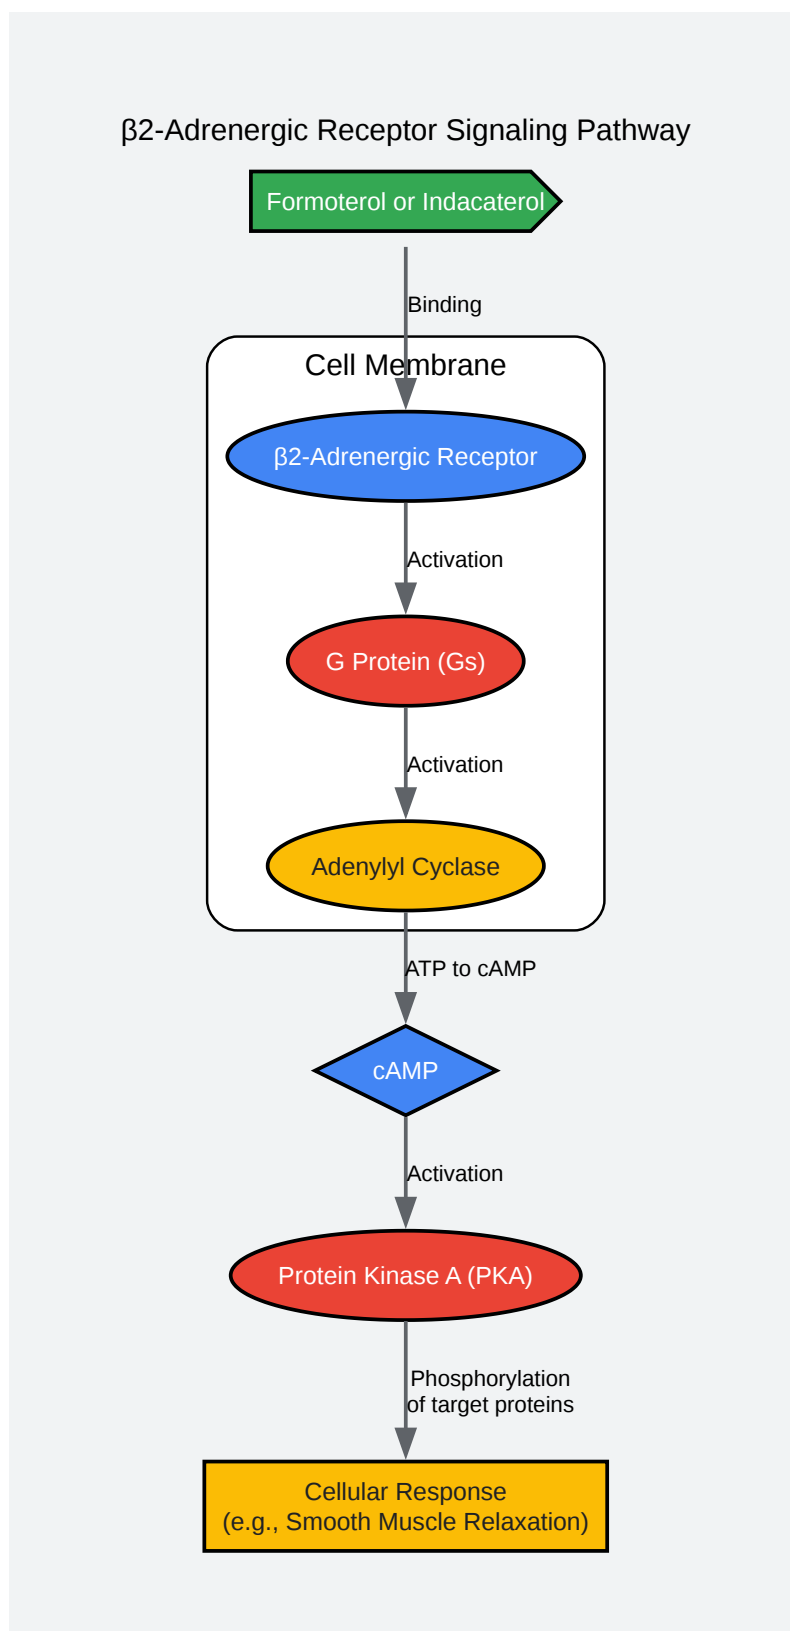 β2-Adrenergic Receptor Signaling Pathway
Formoterol or Indacaterol
Binding
Cell Membrane
β2-Adrenergic Receptor
Activation
G Protein (Gs)
Activation
Adenylyl Cyclase
ATP to cAMP
cAMP
Activation
Protein Kinase A (PKA)
Phosphorylation
of target proteins
Cellular Response
(e.g., Smooth Muscle Relaxation)